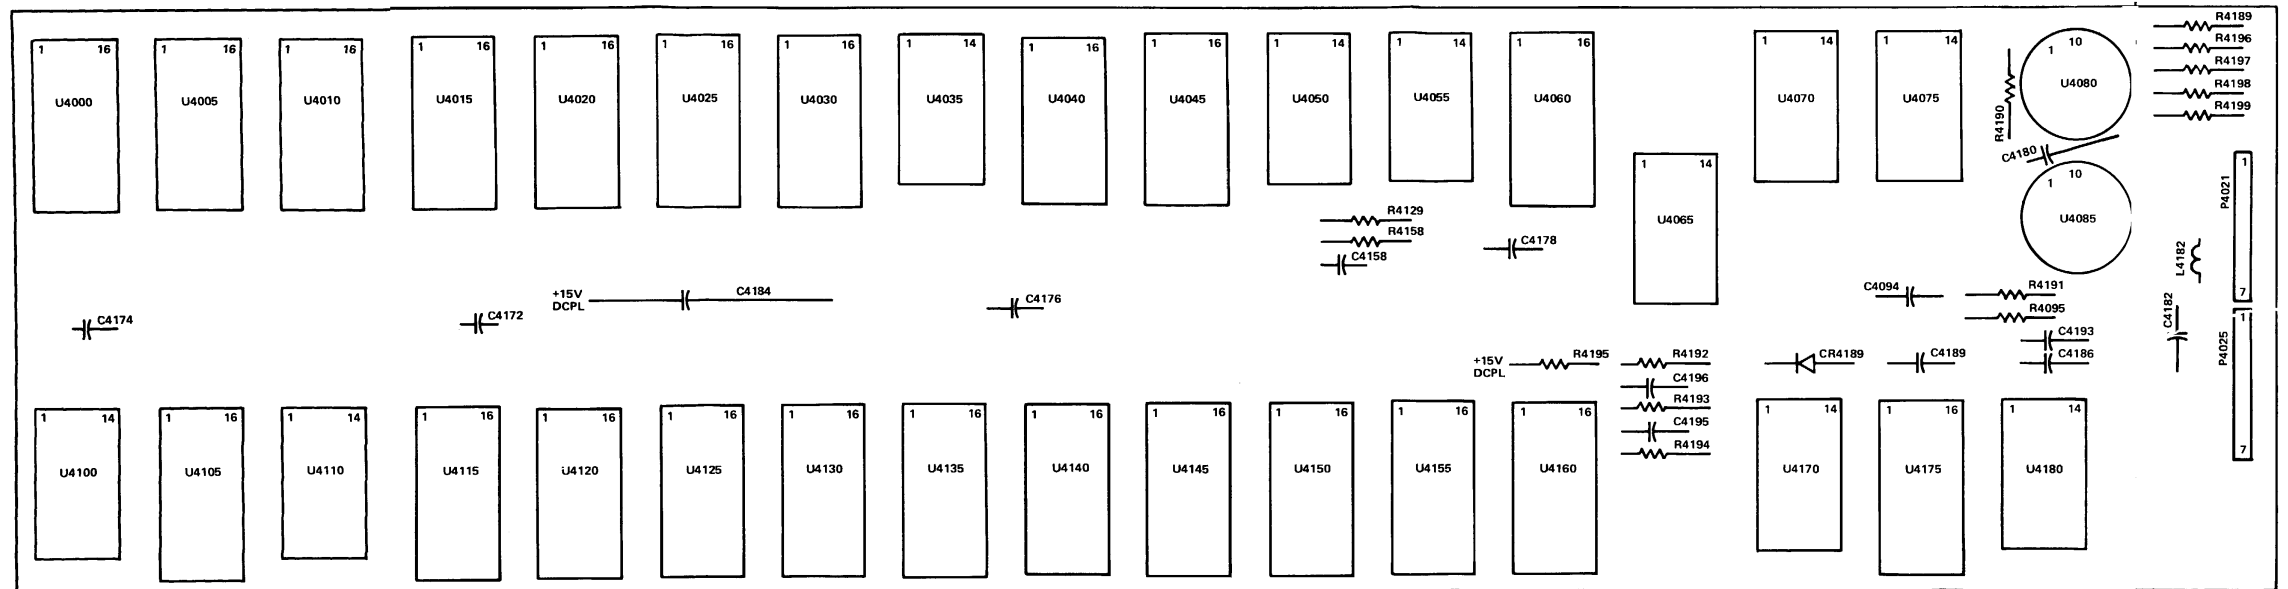 R4189
1 16 1 16 1 16 1 16 1 16 1 16 1 16 1 14 1 16 1 16 1 14 1 14 1 16 1 14 1 14 1 10 R4196
R4197
U4000 U4005 U4010 U4015 U4020 U4025 U4030 U4035 U4040 U4045 U4050 U4055 U4060 U4070 U4075 R4190 U4080 R4198
R4199
C4180
1 14 1 10 1
P4021
R4129 U4065 U4085
R4158 C4178
C4158 L4182
+15V C4184 C4094 R4191 7
DCPL C4176 R4095 C4182 1
C4174 C4172 C4193
+15V R4195 R4192 CR4189 C4189 C4186 P4025
DCPL C4196
1 14 1 16 1 14 1 16 1 16 1 16 1 16 1 16 1 16 1 16 1 16 1 16 1 16 R4193 1 14 1 16 1 14
C4195
R4194 7
U4100 U4105 U4110 U4115 U4120 U4125 U4130 U4135 U4140 U4145 U4150 U4155 U4160 U4170 U4175 U4180